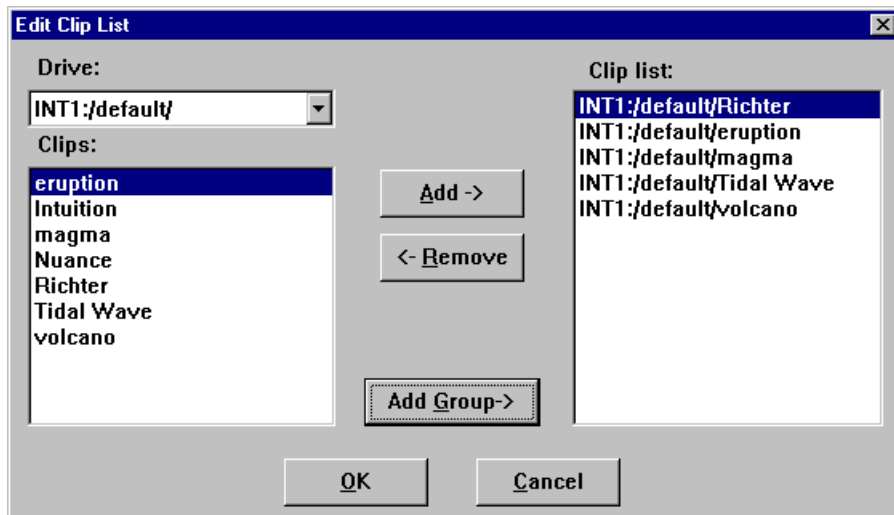 Edit Clip List
Drive:
INT1:/default/
Clips:
eruption
Intuition
magma
Nuance
Richter
Tidal Wave
volcano
Add ->
<- Remove
Add Group->
Clip list:
INT1:/default/Richter
INT1:/default/eruption
INT1:/default/magma
INT1:/default/Tidal Wave
INT1:/default/volcano
OK
Cancel